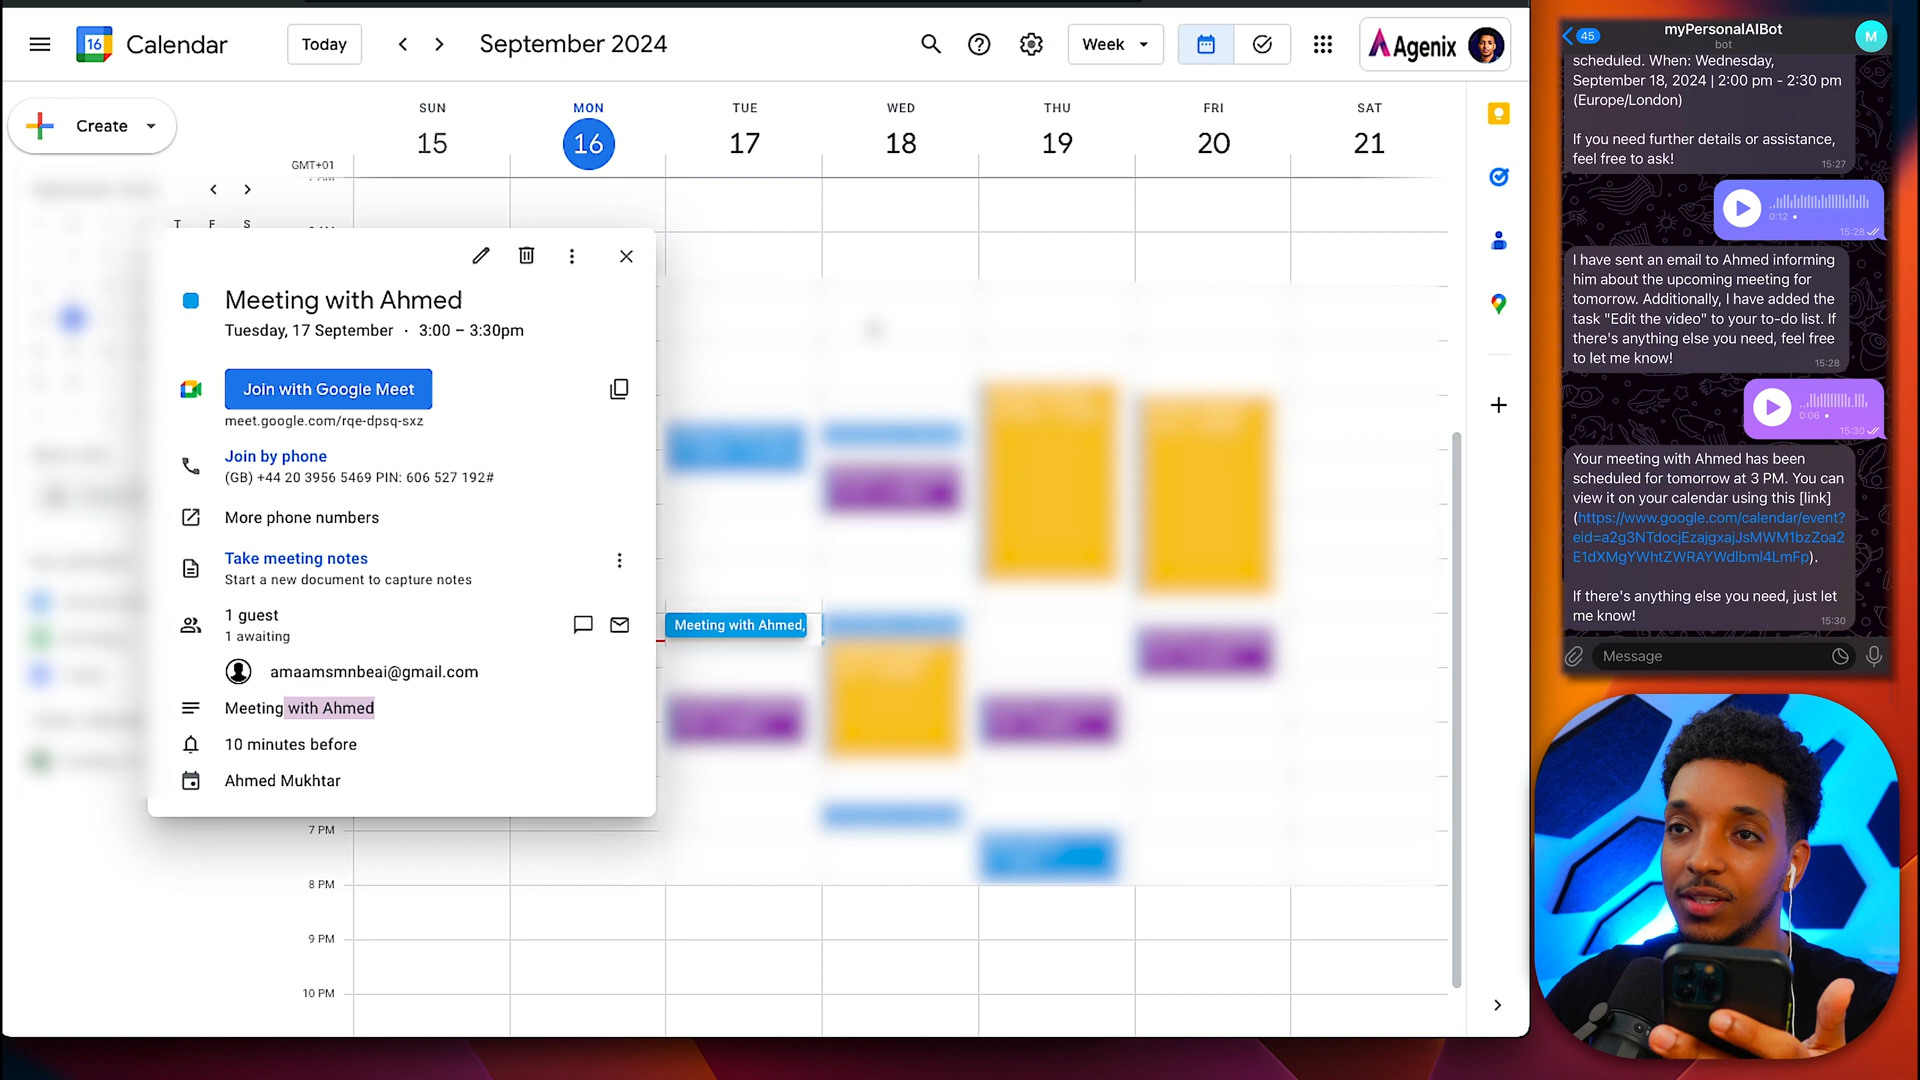 Calendar
16
Today
September 2024
Week
Agenix
Create
SUN
15
MON
16
TUE
17
WED
18
THU
19
FRI
20
SAT
21
GMT+01
T F S
Meeting with Ahmed
Tuesday, 17 September · 3:00 – 3:30pm
Join with Google Meet
meet.google.com/rqe-dpsq-sxz
Join by phone
(GB) +44 20 3956 5469 PIN: 606 527 192#
More phone numbers
Take meeting notes
Start a new document to capture notes
1 guest
1 awaiting
amaamsmnbeai@gmail.com
Meeting with Ahmed
10 minutes before
Ahmed Mukhtar
Meeting with Ahmed,
7 PM
8 PM
9 PM
10 PM
45
myPersonalAIBot
bot
M
scheduled. When: Wednesday,
September 18, 2024 | 2:00 pm - 2:30 pm
(Europe/London)
If you need further details or assistance,
feel free to ask!
15:27
0:12
15:28
I have sent an email to Ahmed informing
him about the upcoming meeting for
tomorrow. Additionally, I have added the
task "Edit the video" to your to-do list. If
there's anything else you need, feel free
to let me know!
15:28
0:06
15:30
Your meeting with Ahmed has been
scheduled for tomorrow at 3 PM. You can
view it on your calendar using this [link]
(https://www.google.com/calendar/event?
eid=a2g3NTdocjEzajgxajJsMWM1bzZoa2
E1dXMgYWhtZWRAYWdlbml4LmFp).
If there's anything else you need, just let
me know!
15:30
Message